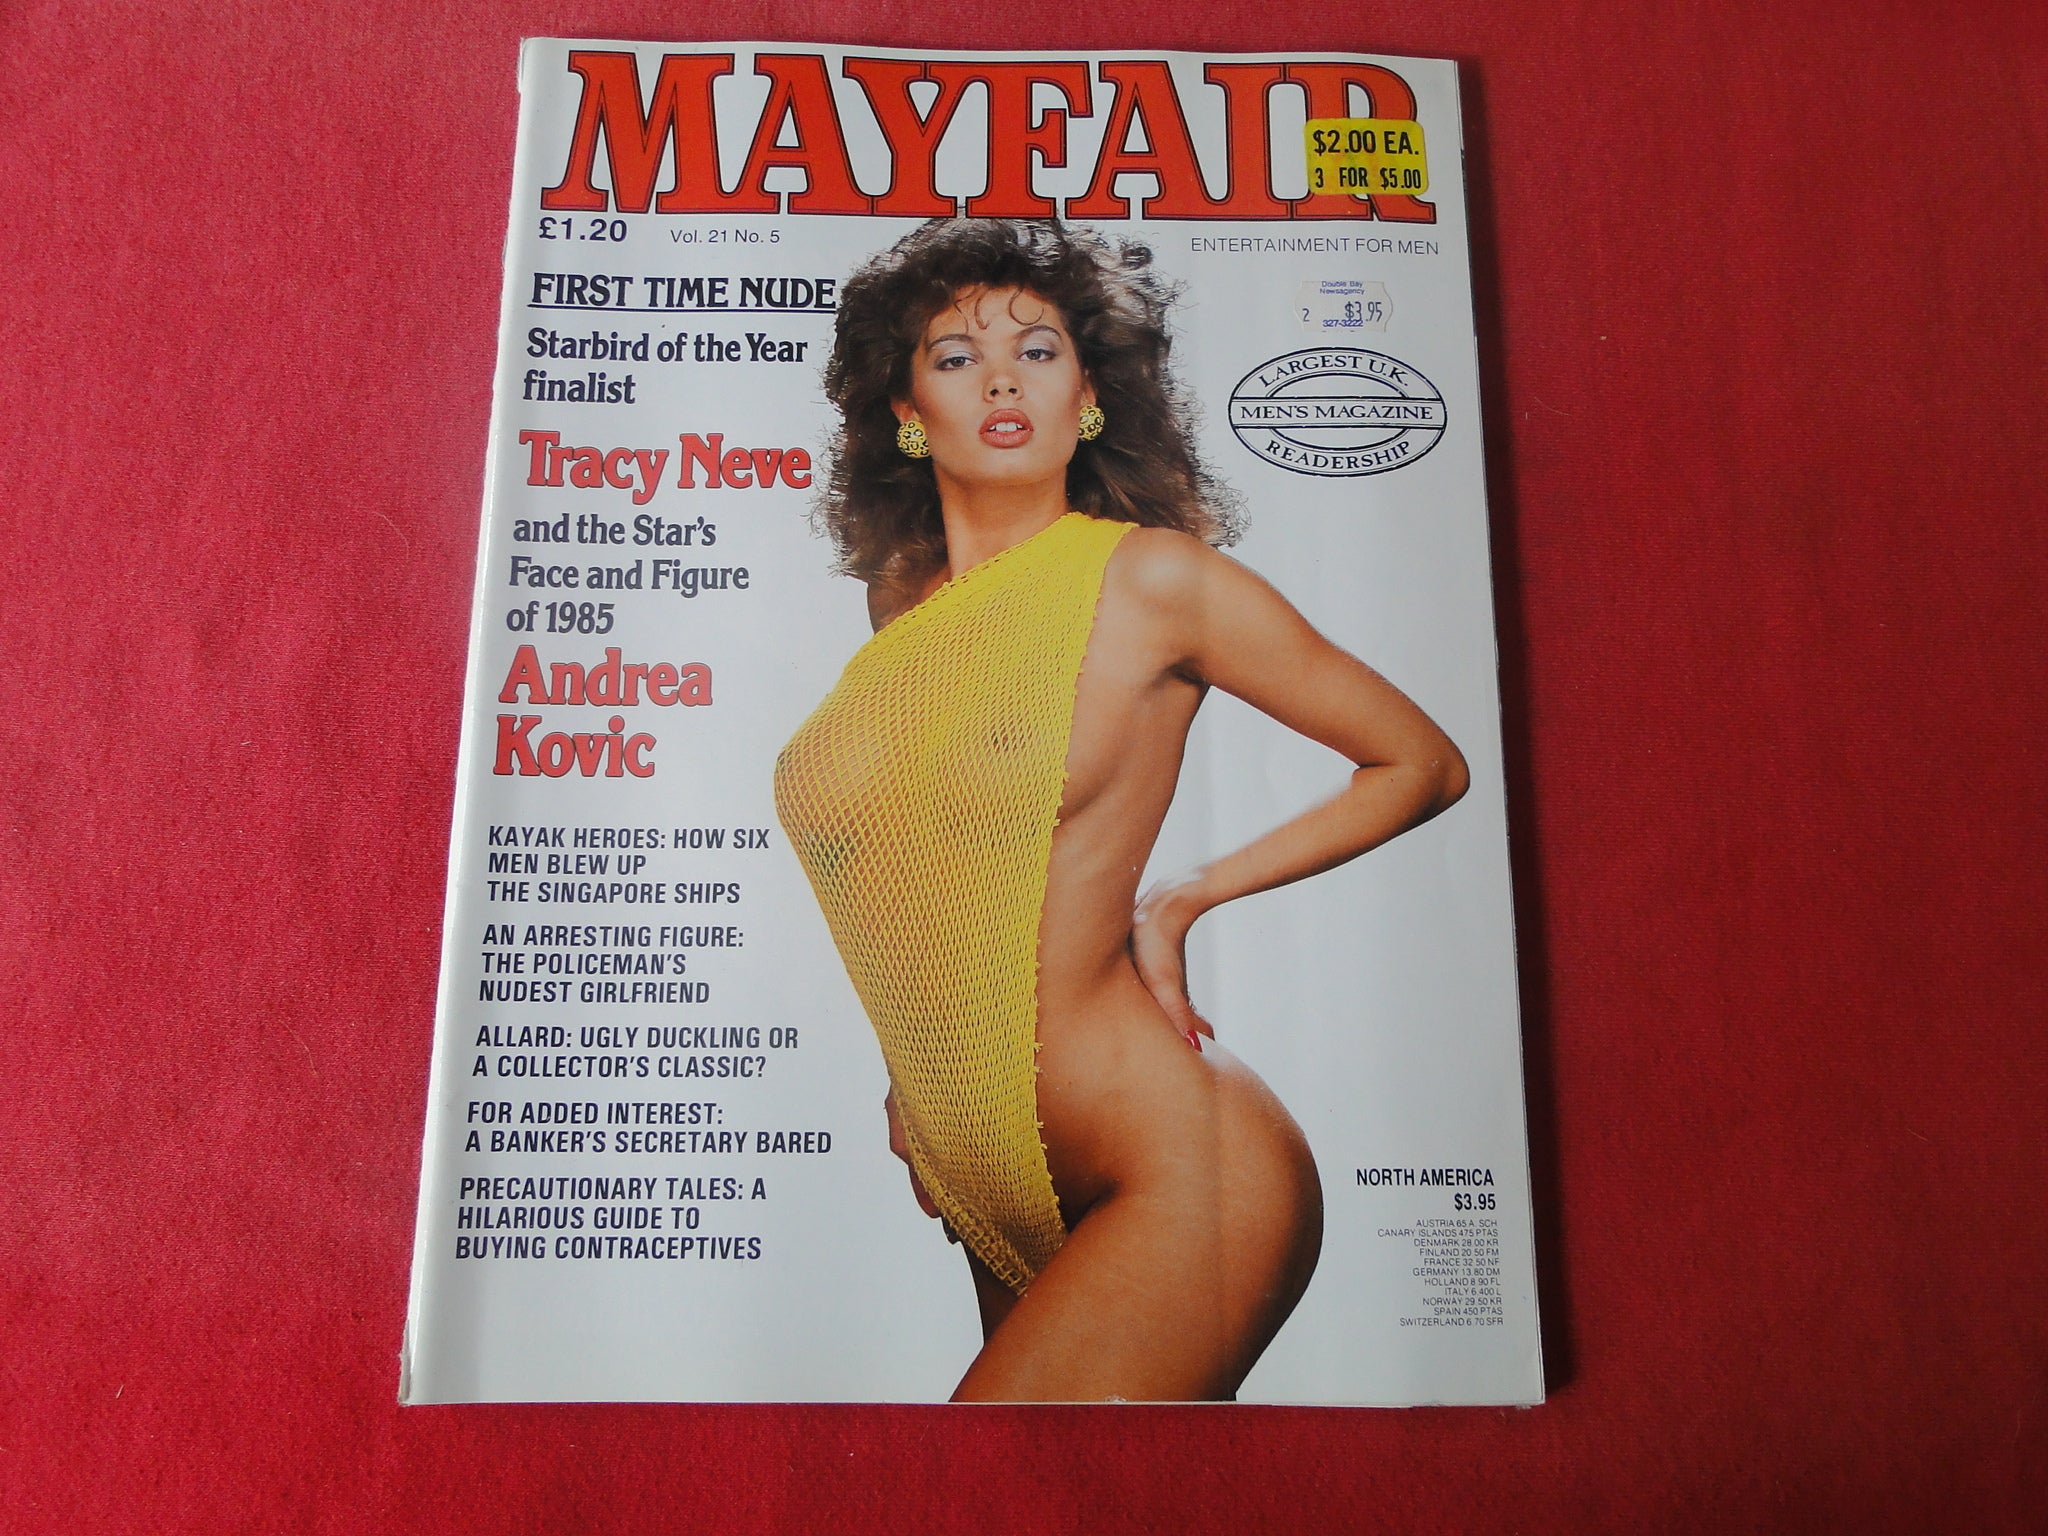 MAYFAIR
$2.00 EA.
3 FOR $5.00
£1.20
Vol. 21 No. 5
ENTERTAINMENT FOR MEN
FIRST TIME NUDE
Starbird of the Year
finalist
Tracy Neve
and the Star's
Face and Figure
of 1985
Andrea
Kovic
KAYAK HEROES: HOW SIX
MEN BLEW UP
THE SINGAPORE SHIPS
AN ARRESTING FIGURE:
THE POLICEMAN'S
NUDEST GIRLFRIEND
ALLARD: UGLY DUCKLING OR
A COLLECTOR'S CLASSIC?
FOR ADDED INTEREST:
A BANKER'S SECRETARY BARED
PRECAUTIONARY TALES: A
HILARIOUS GUIDE TO
BUYING CONTRACEPTIVES
Double Bay
Newsagency
2 $3.95
327-3222
LARGEST U.K.
MEN'S MAGAZINE
READERSHIP
NORTH AMERICA
$3.95
AUSTRIA 65 A. SCH
CANARY ISLANDS 475 PTAS
DENMARK 28.00 KR
FINLAND 20.50 FM
FRANCE 32.50 NF
GERMANY 13.80 DM
HOLLAND 8.90 FL
ITALY 6.400 L
NORWAY 29.50 KR
SPAIN 450 PTAS
SWITZERLAND 6.70 SFR